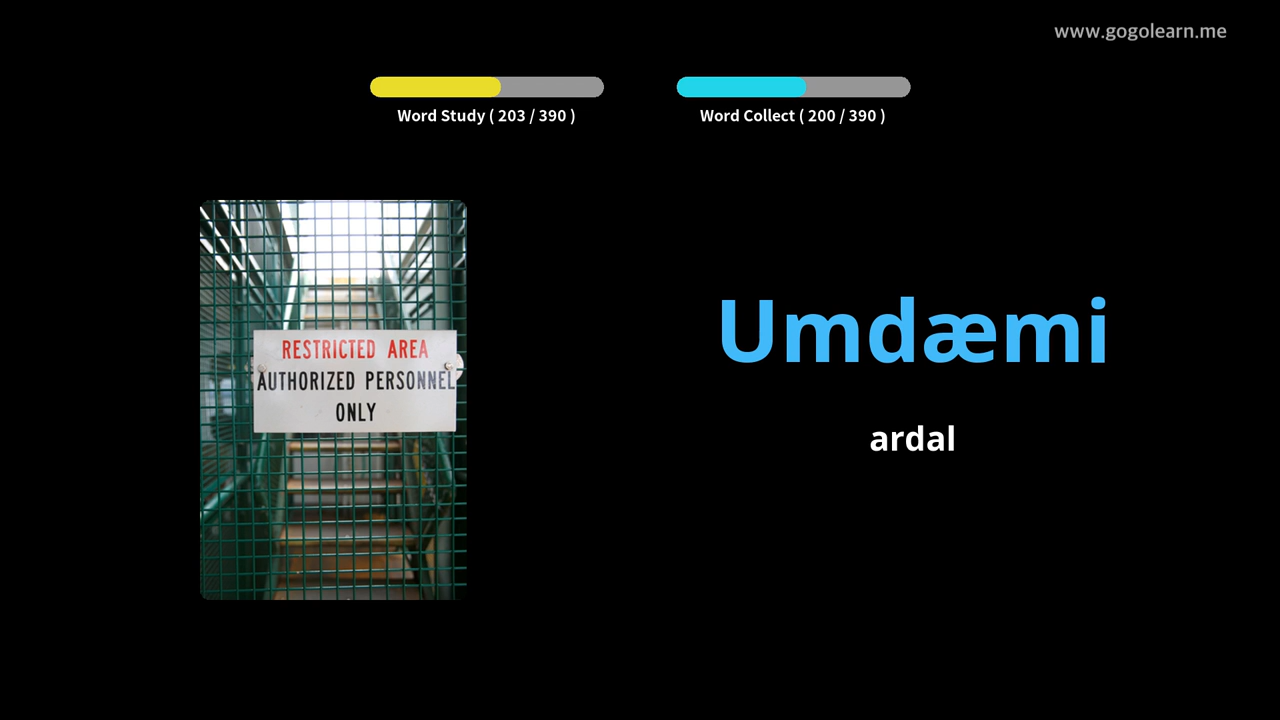 www.gogolearn.me
Word Study ( 203 / 390 )
Word Collect ( 200 / 390 )
RESTRICTED AREA
AUTHORIZED PERSONNEL
ONLY
Umdæmi
ardal